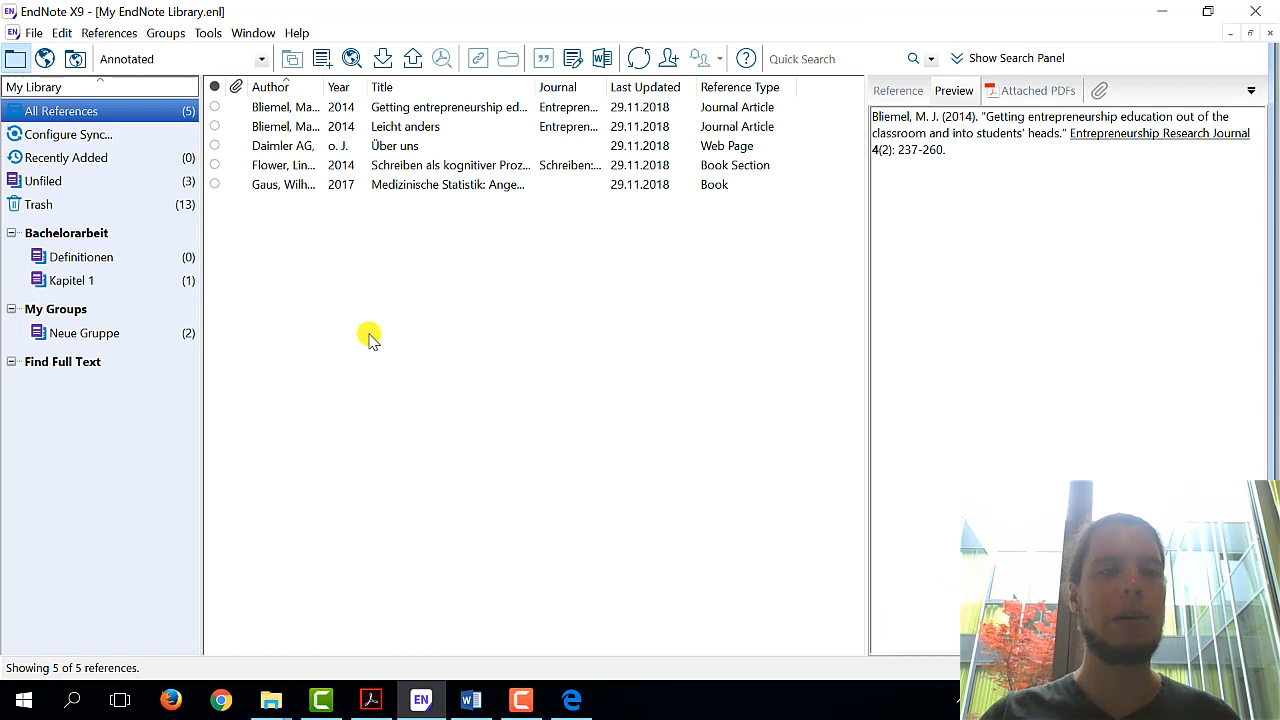 EN EndNote X9 - [My EndNote Library.enl]
EN File Edit References Groups Tools Window Help
Annotated Quick Search Show Search Panel
My Library
All References (5)
Configure Sync...
Recently Added (0)
Unfiled (3)
Trash (13)
Bachelorarbeit
Definitionen (0)
Kapitel 1 (1)
My Groups
Neue Gruppe (2)
Find Full Text
Author Year Title Journal Last Updated Reference Type
Bliemel, Ma... 2014 Getting entrepreneurship ed... Entrepren... 29.11.2018 Journal Article
Bliemel, Ma... 2014 Leicht anders Entrepren... 29.11.2018 Journal Article
Daimler AG, o. J. Über uns 29.11.2018 Web Page
Flower, Lin... 2014 Schreiben als kognitiver Proz... Schreiben:... 29.11.2018 Book Section
Gaus, Wilh... 2017 Medizinische Statistik: Ange... 29.11.2018 Book
Reference Preview Attached PDFs
Bliemel, M. J. (2014). "Getting entrepreneurship education out of the
classroom and into students' heads." Entrepreneurship Research Journal
4(2): 237-260.
Showing 5 of 5 references.
EN